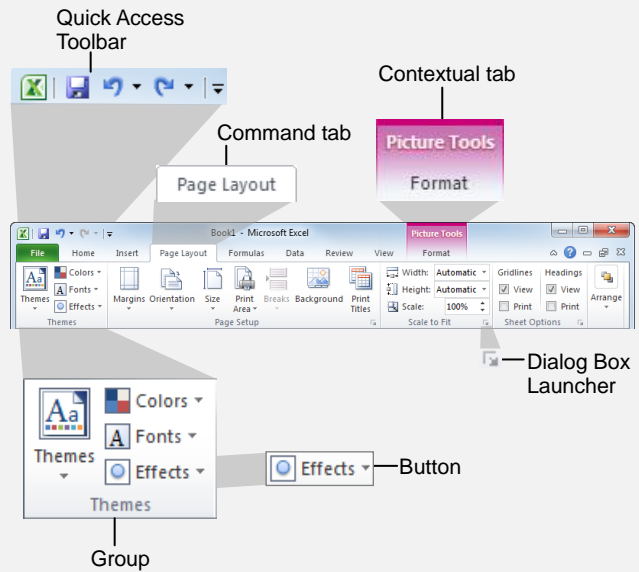 Quick Access
Toolbar
Contextual tab
Command tab
Picture Tools
Format
Page Layout
Book1 - Microsoft Excel
Picture Tools
File Home Insert Page Layout Formulas Data Review View Format
Themes
Colors
Fonts
Effects
Themes
Margins Orientation Size Print Area Breaks Background Print Titles
Page Setup
Width: Automatic
Height: Automatic
Scale: 100%
Scale to Fit
Gridlines Headings
View View
Print Print
Sheet Options
Arrange
Dialog Box
Launcher
Aa
Themes
Colors
A Fonts
Effects
Themes
Effects
Button
Group